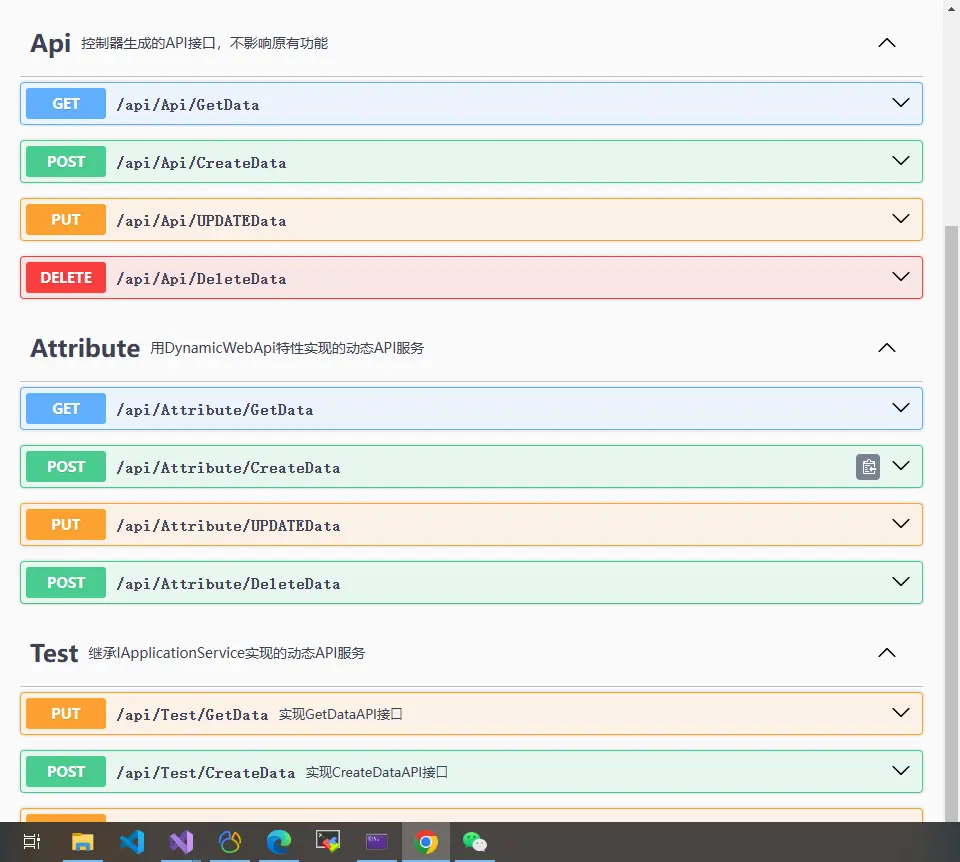 Api 控制器生成的API接口，不影响原有功能
GET /api/Api/GetData
POST /api/Api/CreateData
PUT /api/Api/UPDATEData
DELETE /api/Api/DeleteData
Attribute 用DynamicWebApi特性实现的动态API服务
GET /api/Attribute/GetData
POST /api/Attribute/CreateData
PUT /api/Attribute/UPDATEData
POST /api/Attribute/DeleteData
Test 继承IApplicationService实现的动态API服务
PUT /api/Test/GetData 实现GetDataAPI接口
POST /api/Test/CreateData 实现CreateDataAPI接口